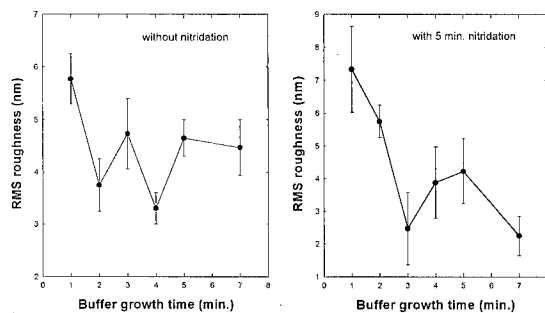 without nitridation
RMS roughness (nm)
7
6
5
4
3
2
0 1 2 3 4 5 6 7 8
Buffer growth time (min.)
with 5 min. nitridation
RMS roughness (nm)
9
8
7
6
5
4
3
2
1
0 1 2 3 4 5 6 7 8
Buffer growth time (min.)